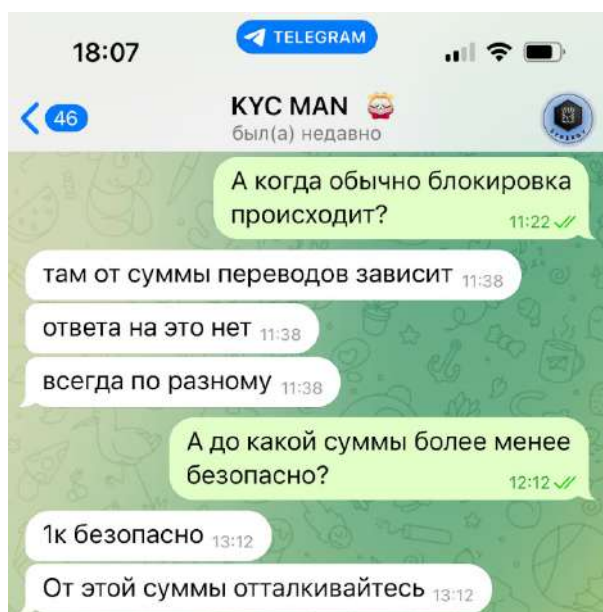 18:07
TELEGRAM
46
KYC MAN
был(а) недавно
А когда обычно блокировка
происходит?
11:22
там от суммы переводов зависит 11:38
ответа на это нет 11:38
всегда по разному 11:38
А до какой суммы более менее
безопасно?
12:12
1к безопасно 13:12
От этой суммы отталкивайтесь 13:12